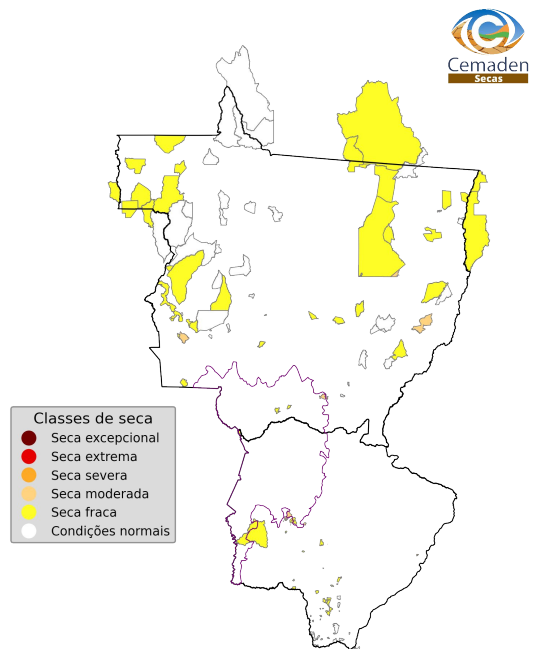 Cemaden
Secas
Classes de seca
Seca excepcional
Seca extrema
Seca severa
Seca moderada
Seca fraca
Condições normais